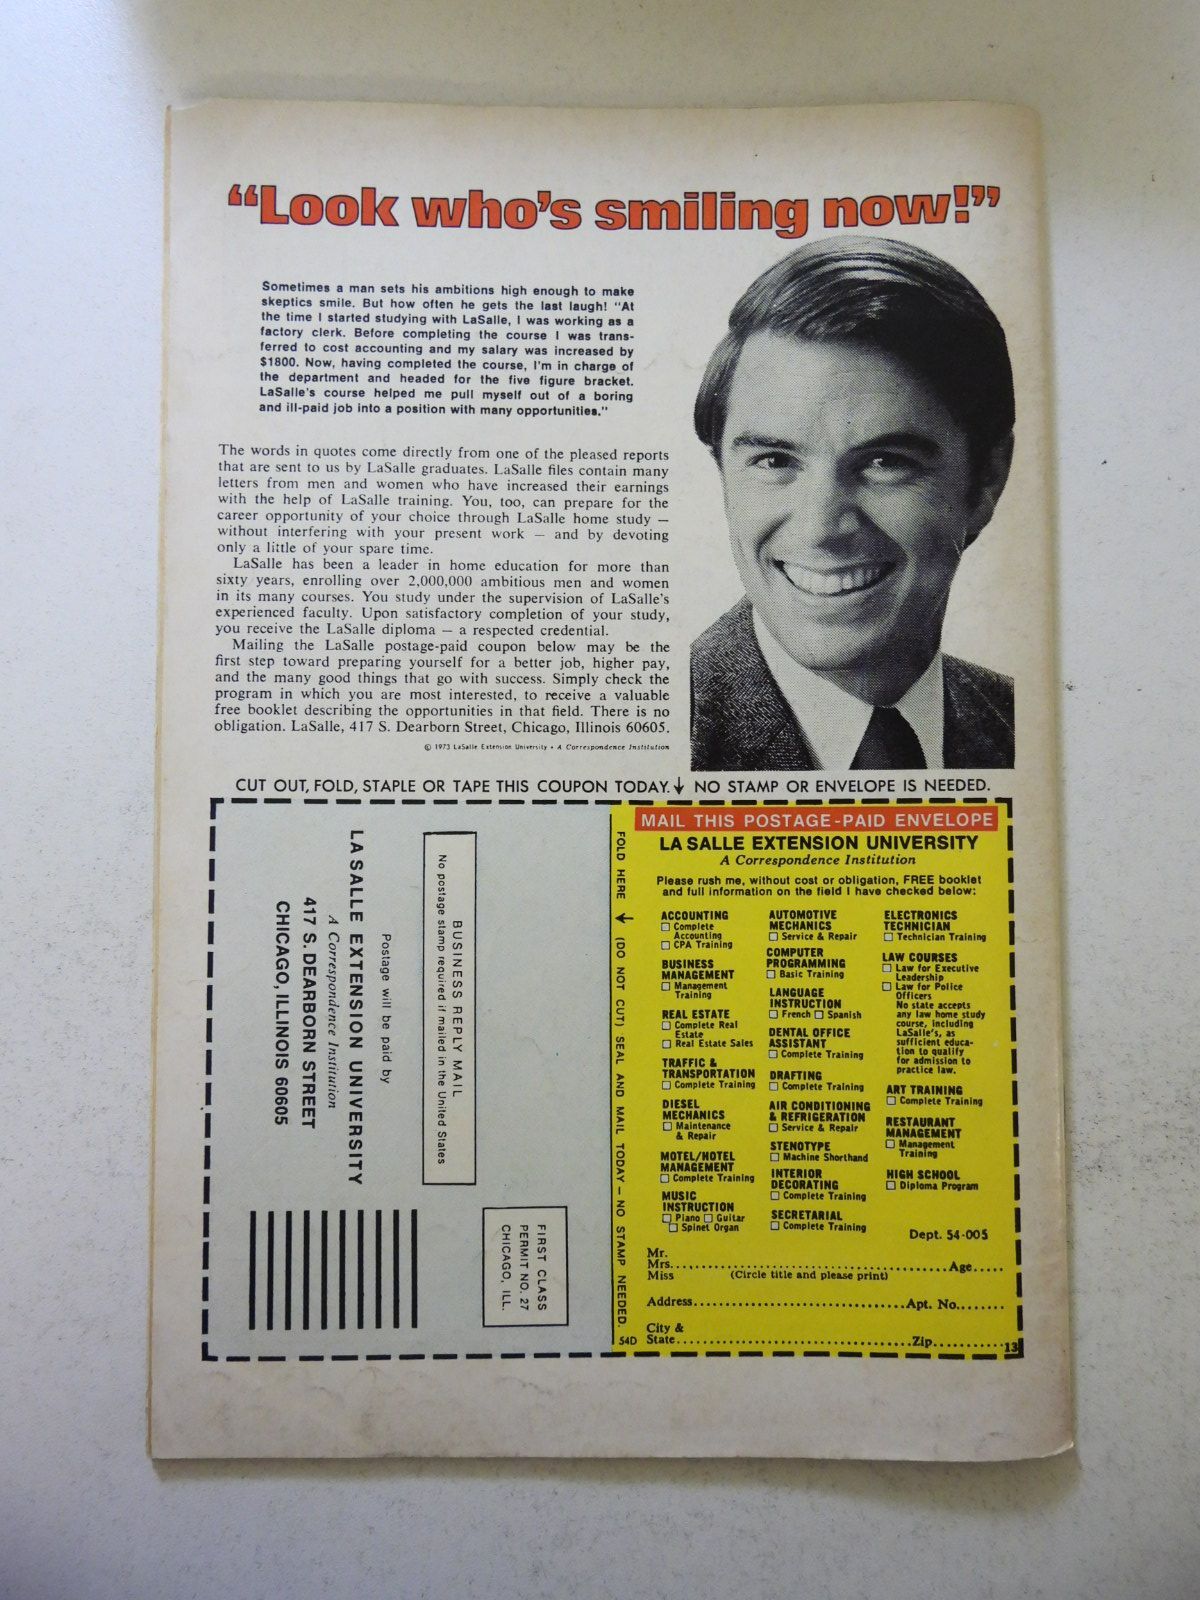 “Look who’s smiling now!”
Sometimes a man sets his ambitions high enough to make
skeptics smile. But how often he gets the last laugh! "At
the time I started studying with LaSalle, I was working as a
factory clerk. Before completing the course I was trans-
ferred to cost accounting and my salary was increased by
$1800. Now, having completed the course, I'm in charge of
the department and headed for the five figure bracket.
LaSalle's course helped me pull myself out of a boring
and ill-paid job into a position with many opportunities."
The words in quotes come directly from one of the pleased reports
that are sent to us by LaSalle graduates. LaSalle files contain many
letters from men and women who have increased their earnings
with the help of LaSalle training. You, too, can prepare for the
career opportunity of your choice through LaSalle home study —
without interfering with your present work — and by devoting
only a little of your spare time.
LaSalle has been a leader in home education for more than
sixty years, enrolling over 2,000,000 ambitious men and women
in its many courses. You study under the supervision of LaSalle's
experienced faculty. Upon satisfactory completion of your study,
you receive the LaSalle diploma — a respected credential.
Mailing the LaSalle postage-paid coupon below may be the
first step toward preparing yourself for a better job, higher pay,
and the many good things that go with success. Simply check the
program in which you are most interested, to receive a valuable
free booklet describing the opportunities in that field. There is no
obligation. LaSalle, 417 S. Dearborn Street, Chicago, Illinois 60605.
© 1973 LaSalle Extension University • A Correspondence Institution
CUT OUT, FOLD, STAPLE OR TAPE THIS COUPON TODAY. ↓ NO STAMP OR ENVELOPE IS NEEDED.
FIRST CLASS
PERMIT NO. 27
CHICAGO, ILL.
BUSINESS REPLY MAIL
No postage stamp required if mailed in the United States
Postage will be paid by
LA SALLE EXTENSION UNIVERSITY
A Correspondence Institution
417 S. DEARBORN STREET
CHICAGO, ILLINOIS 60605
FOLD HERE ↓ (DO NOT CUT) SEAL AND MAIL TODAY — NO STAMP NEEDED.
54D
MAIL THIS POSTAGE-PAID ENVELOPE
LA SALLE EXTENSION UNIVERSITY
A Correspondence Institution
Please rush me, without cost or obligation, FREE booklet
and full information on the field I have checked below:
ACCOUNTING
☐ Complete
Accounting
☐ CPA Training
BUSINESS
MANAGEMENT
☐ Management
Training
REAL ESTATE
☐ Complete Real
Estate
☐ Real Estate Sales
TRAFFIC &
TRANSPORTATION
☐ Complete Training
DIESEL
MECHANICS
☐ Maintenance
& Repair
MOTEL/HOTEL
MANAGEMENT
☐ Complete Training
MUSIC
INSTRUCTION
☐ Piano ☐ Guitar
☐ Spinet Organ
AUTOMOTIVE
MECHANICS
☐ Service & Repair
COMPUTER
PROGRAMMING
☐ Basic Training
LANGUAGE
INSTRUCTION
☐ French ☐ Spanish
DENTAL OFFICE
ASSISTANT
☐ Complete Training
DRAFTING
☐ Complete Training
AIR CONDITIONING
& REFRIGERATION
☐ Service & Repair
STENOTYPE
☐ Machine Shorthand
INTERIOR
DECORATING
☐ Complete Training
SECRETARIAL
☐ Complete Training
ELECTRONICS
TECHNICIAN
☐ Technician Training
LAW COURSES
☐ Law for Executive
Leadership
☐ Law for Police
Officers
No state accepts
any law home study
course, including
LaSalle's, as
sufficient educa-
tion to qualify
for admission to
practice law.
ART TRAINING
☐ Complete Training
RESTAURANT
MANAGEMENT
☐ Management
Training
HIGH SCHOOL
☐ Diploma Program
Dept. 54-005
Mr.
Mrs. Age
Miss (Circle title and please print)
Address Apt. No.
City &
State Zip
13